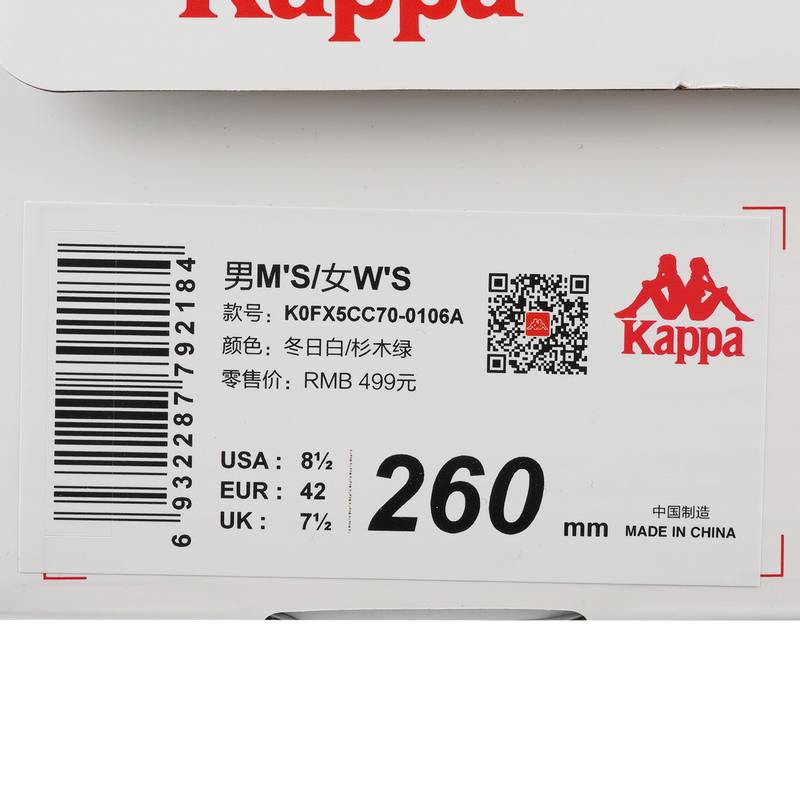 Kappa
男M'S/女W'S
款号：K0FX5CC70-0106A
颜色：冬日白/杉木绿
零售价：RMB 499元
6 932287 792184
Kappa
USA： 8½
EUR： 42
UK： 7½
260 mm
中国制造
MADE IN CHINA